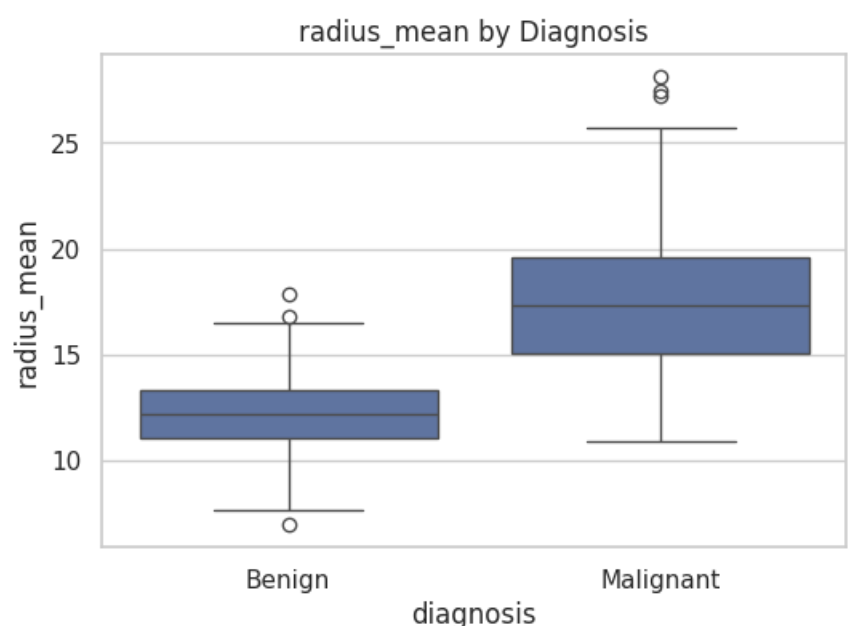 radius_mean by Diagnosis
radius_mean
25
20
15
10
Benign Malignant
diagnosis